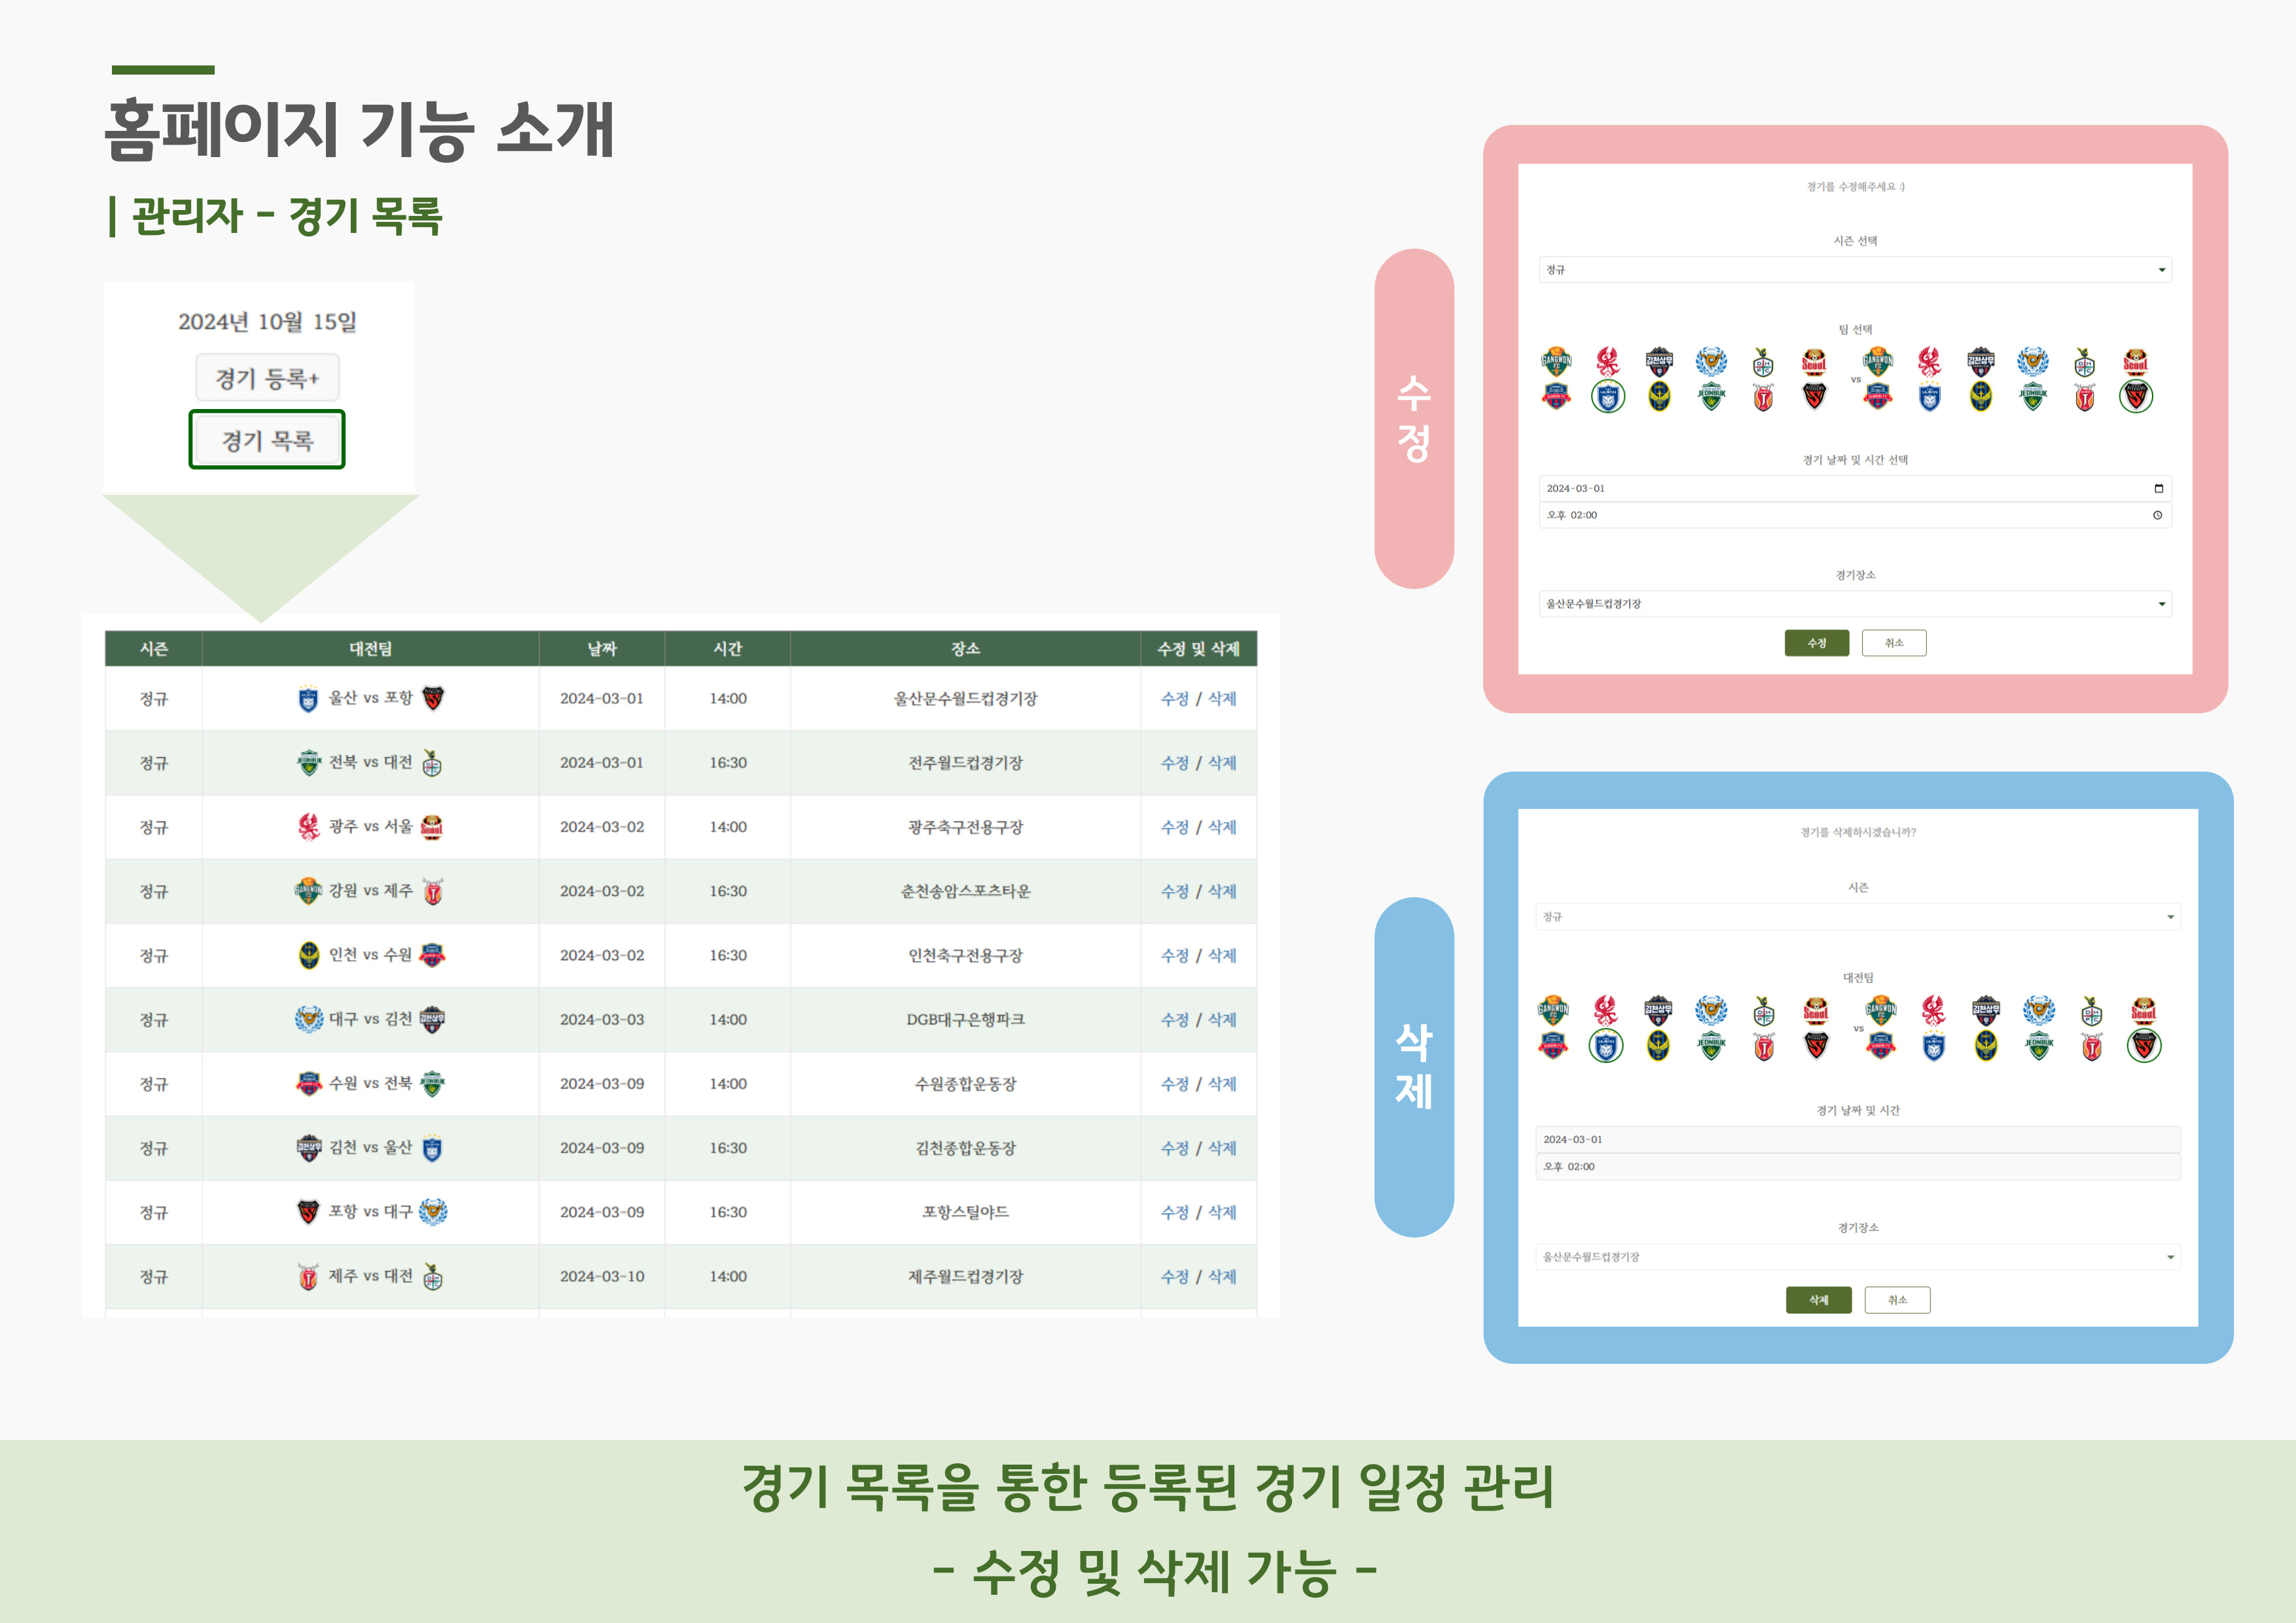 홈페이지 기능 소개
| 관리자 - 경기 목록
2024년 10월 15일
경기 등록+
경기 목록
시즌 대전팀 날짜 시간 장소 수정 및 삭제
정규 울산 vs 포항 2024-03-01 14:00 울산문수월드컵경기장 수정 / 삭제
정규 전북 vs 대전 2024-03-01 16:30 전주월드컵경기장 수정 / 삭제
정규 광주 vs 서울 2024-03-02 14:00 광주축구전용구장 수정 / 삭제
정규 강원 vs 제주 2024-03-02 16:30 춘천송암스포츠타운 수정 / 삭제
정규 인천 vs 수원 2024-03-02 16:30 인천축구전용구장 수정 / 삭제
정규 대구 vs 김천 2024-03-03 14:00 DGB대구은행파크 수정 / 삭제
정규 수원 vs 전북 2024-03-09 14:00 수원종합운동장 수정 / 삭제
정규 김천 vs 울산 2024-03-09 16:30 김천종합운동장 수정 / 삭제
정규 포항 vs 대구 2024-03-09 16:30 포항스틸야드 수정 / 삭제
정규 제주 vs 대전 2024-03-10 14:00 제주월드컵경기장 수정 / 삭제
수정
경기를 수정해주세요 :)
시즌 선택
정규
팀 선택
vs
경기 날짜 및 시간 선택
2024-03-01
오후 02:00
경기장소
울산문수월드컵경기장
수정 취소
삭제
경기를 삭제하시겠습니까?
시즌
정규
대전팀
vs
경기 날짜 및 시간
2024-03-01
오후 02:00
경기장소
울산문수월드컵경기장
삭제 취소
경기 목록을 통한 등록된 경기 일정 관리
- 수정 및 삭제 가능 -